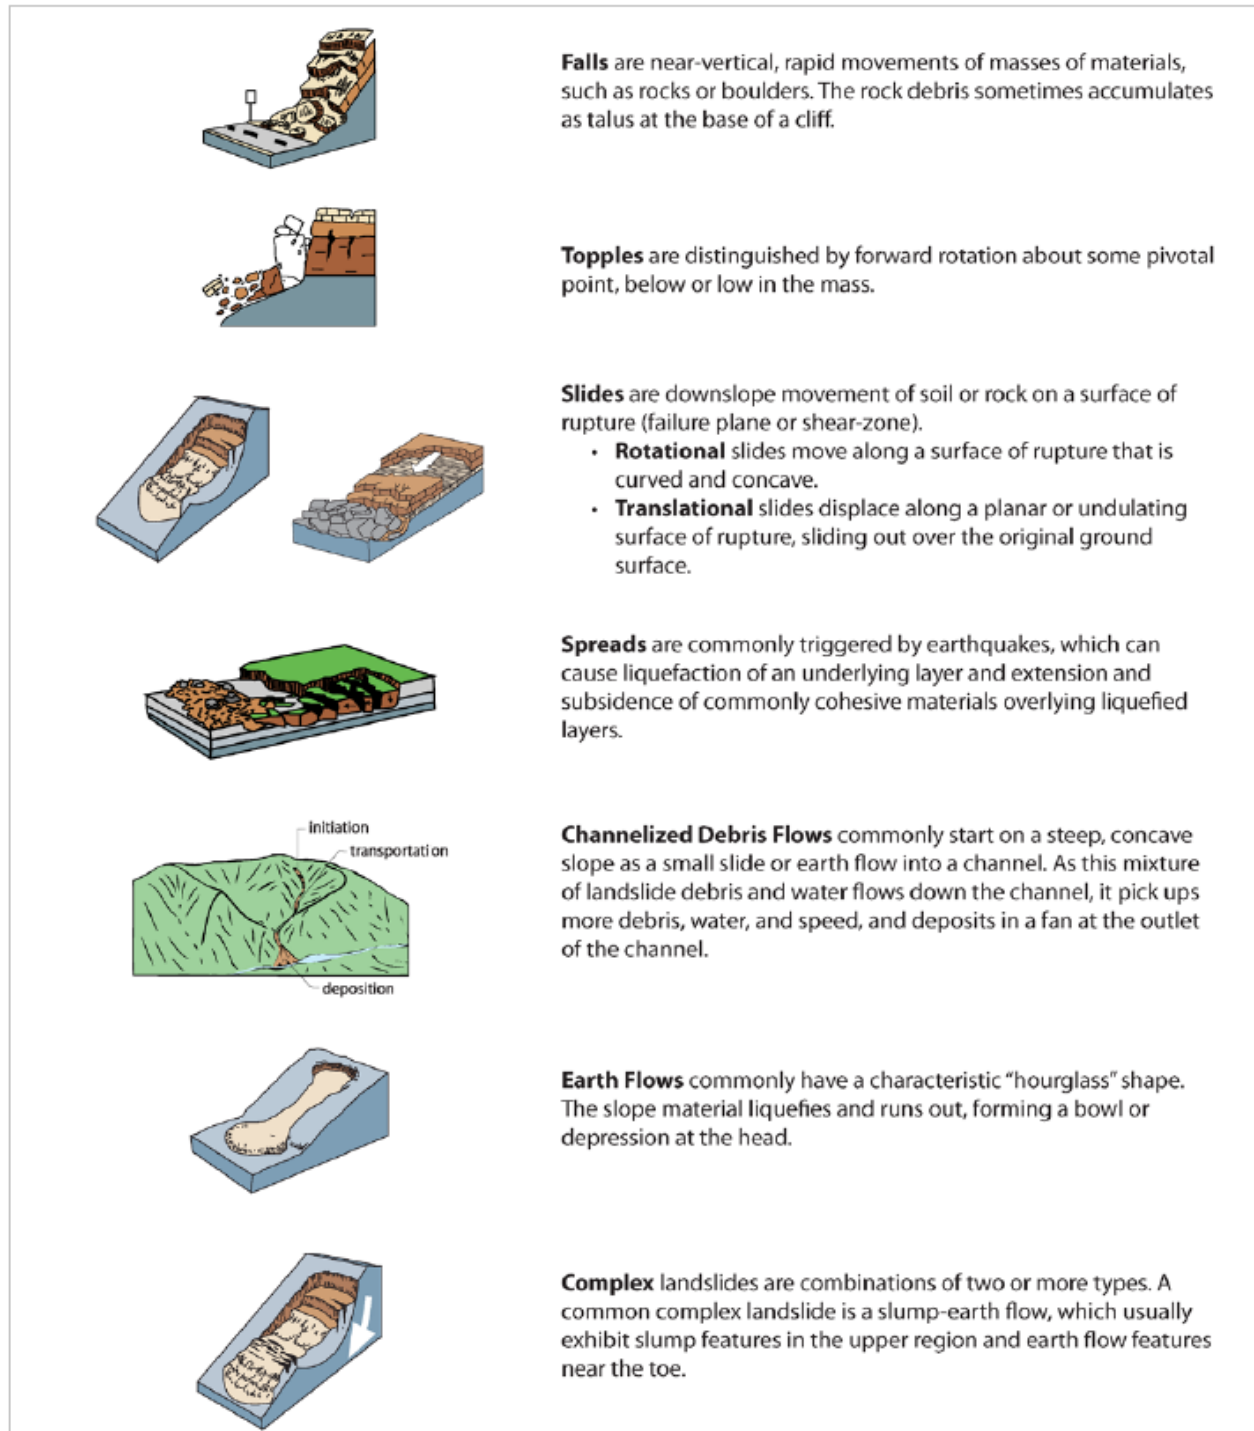 Falls are near-vertical, rapid movements of masses of materials,
such as rocks or boulders. The rock debris sometimes accumulates
as talus at the base of a cliff.
Topples are distinguished by forward rotation about some pivotal
point, below or low in the mass.
Slides are downslope movement of soil or rock on a surface of
rupture (failure plane or shear-zone).
• Rotational slides move along a surface of rupture that is
curved and concave.
• Translational slides displace along a planar or undulating
surface of rupture, sliding out over the original ground
surface.
Spreads are commonly triggered by earthquakes, which can
cause liquefaction of an underlying layer and extension and
subsidence of commonly cohesive materials overlying liquefied
layers.
initiation
transportation
deposition
Channelized Debris Flows commonly start on a steep, concave
slope as a small slide or earth flow into a channel. As this mixture
of landslide debris and water flows down the channel, it pick ups
more debris, water, and speed, and deposits in a fan at the outlet
of the channel.
Earth Flows commonly have a characteristic “hourglass” shape.
The slope material liquefies and runs out, forming a bowl or
depression at the head.
Complex landslides are combinations of two or more types. A
common complex landslide is a slump-earth flow, which usually
exhibit slump features in the upper region and earth flow features
near the toe.